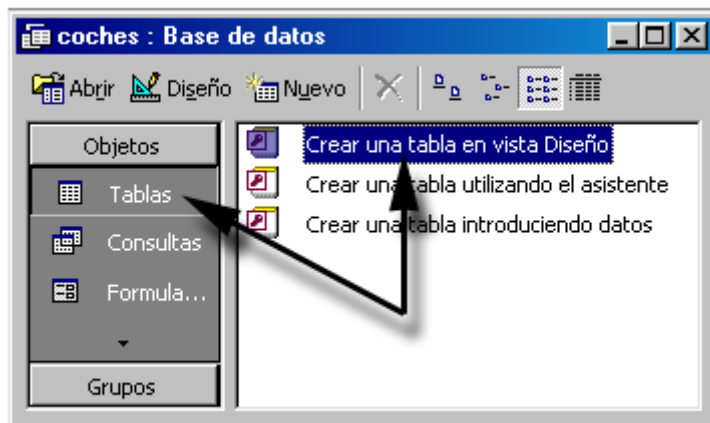 coches : Base de datos
Abrir Diseño Nuevo
Objetos
Tablas
Consultas
Formula...
Grupos
Crear una tabla en vista Diseño
Crear una tabla utilizando el asistente
Crear una tabla introduciendo datos